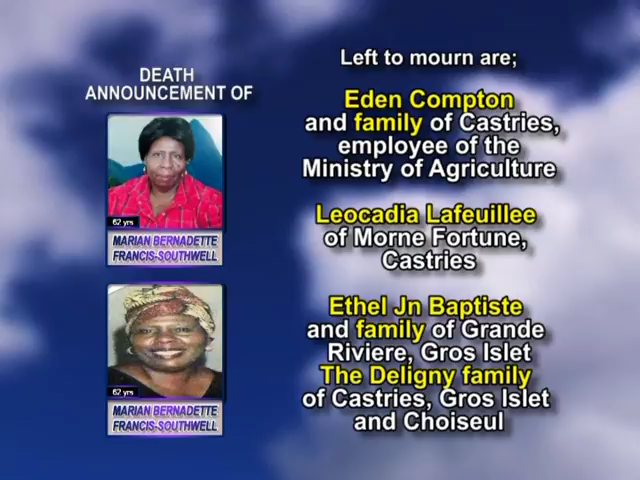 DEATH
ANNOUNCEMENT OF
62 yrs
MARIAN BERNADETTE
FRANCIS-SOUTHWELL
62 yrs
MARIAN BERNADETTE
FRANCIS-SOUTHWELL
Left to mourn are;
Eden Compton
and family of Castries,
employee of the
Ministry of Agriculture
Leocadia Lafeuillee
of Morne Fortune,
Castries
Ethel Jn Baptiste
and family of Grande
Riviere, Gros Islet
The Deligny family
of Castries, Gros Islet
and Choiseul